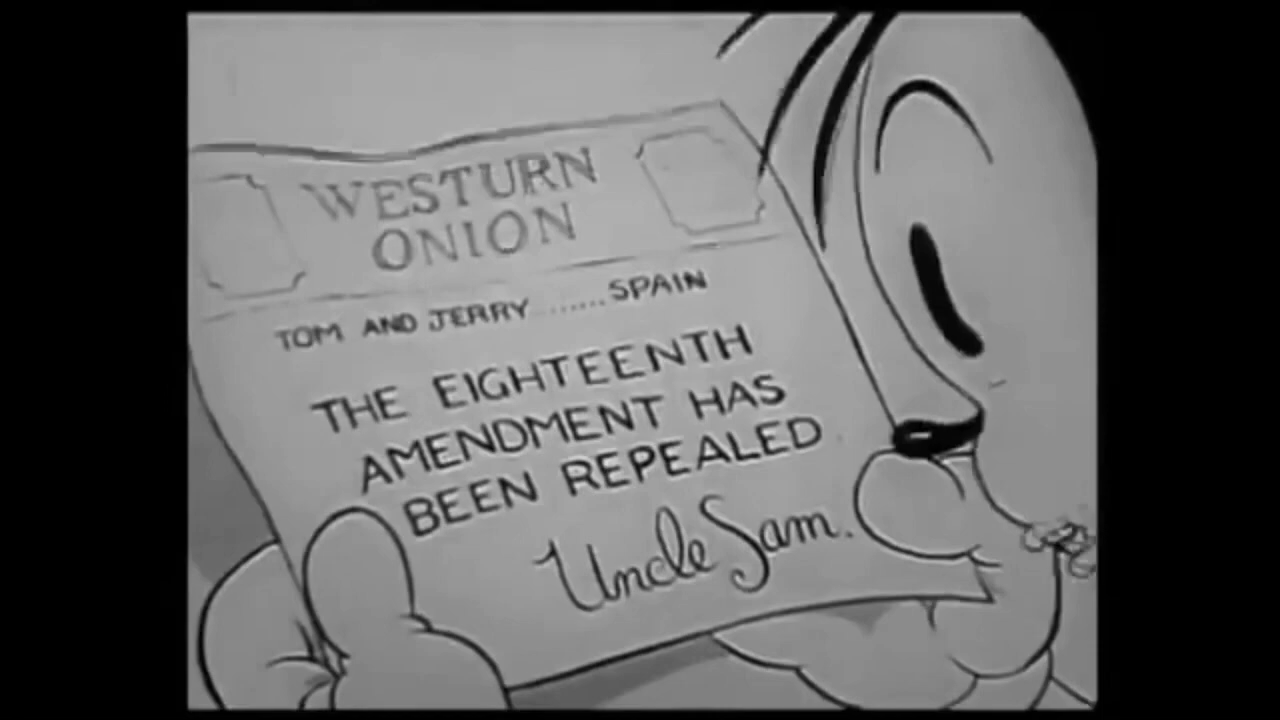 WESTURN
ONION
TOM AND JERRY.......SPAIN
THE EIGHTEENTH
AMENDMENT HAS
BEEN REPEALED
Uncle Sam.